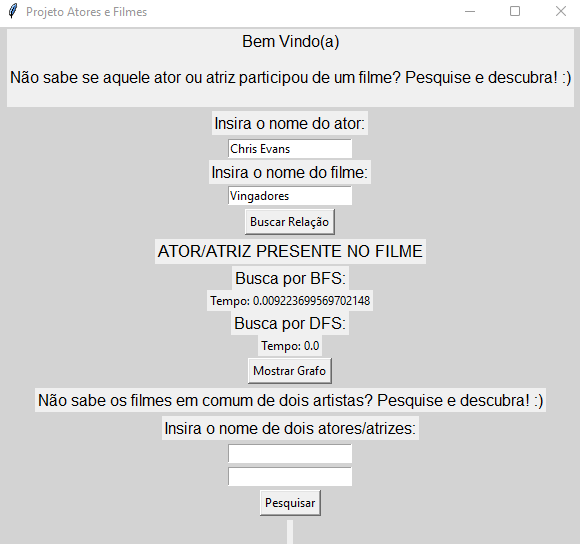 Projeto Atores e Filmes
Bem Vindo(a)
Não sabe se aquele ator ou atriz participou de um filme? Pesquise e descubra! :)
Insira o nome do ator:
Chris Evans
Insira o nome do filme:
Vingadores
Buscar Relação
ATOR/ATRIZ PRESENTE NO FILME
Busca por BFS:
Tempo: 0.009223699569702148
Busca por DFS:
Tempo: 0.0
Mostrar Grafo
Não sabe os filmes em comum de dois artistas? Pesquise e descubra! :)
Insira o nome de dois atores/atrizes:
Pesquisar